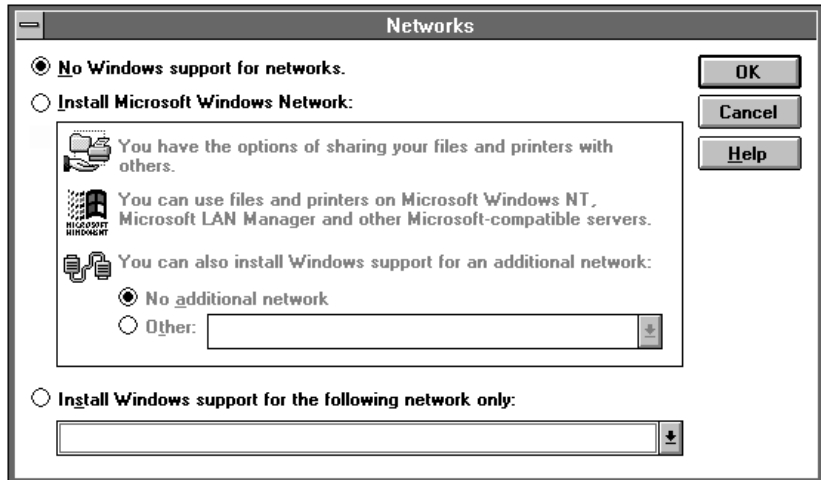 Networks
No Windows support for networks.
Install Microsoft Windows Network:
You have the options of sharing your files and printers with
others.
You can use files and printers on Microsoft Windows NT,
Microsoft LAN Manager and other Microsoft-compatible servers.
MICROSOFT
WINDOWS NT
You can also install Windows support for an additional network:
No additional network
Other:
Install Windows support for the following network only:
OK
Cancel
Help